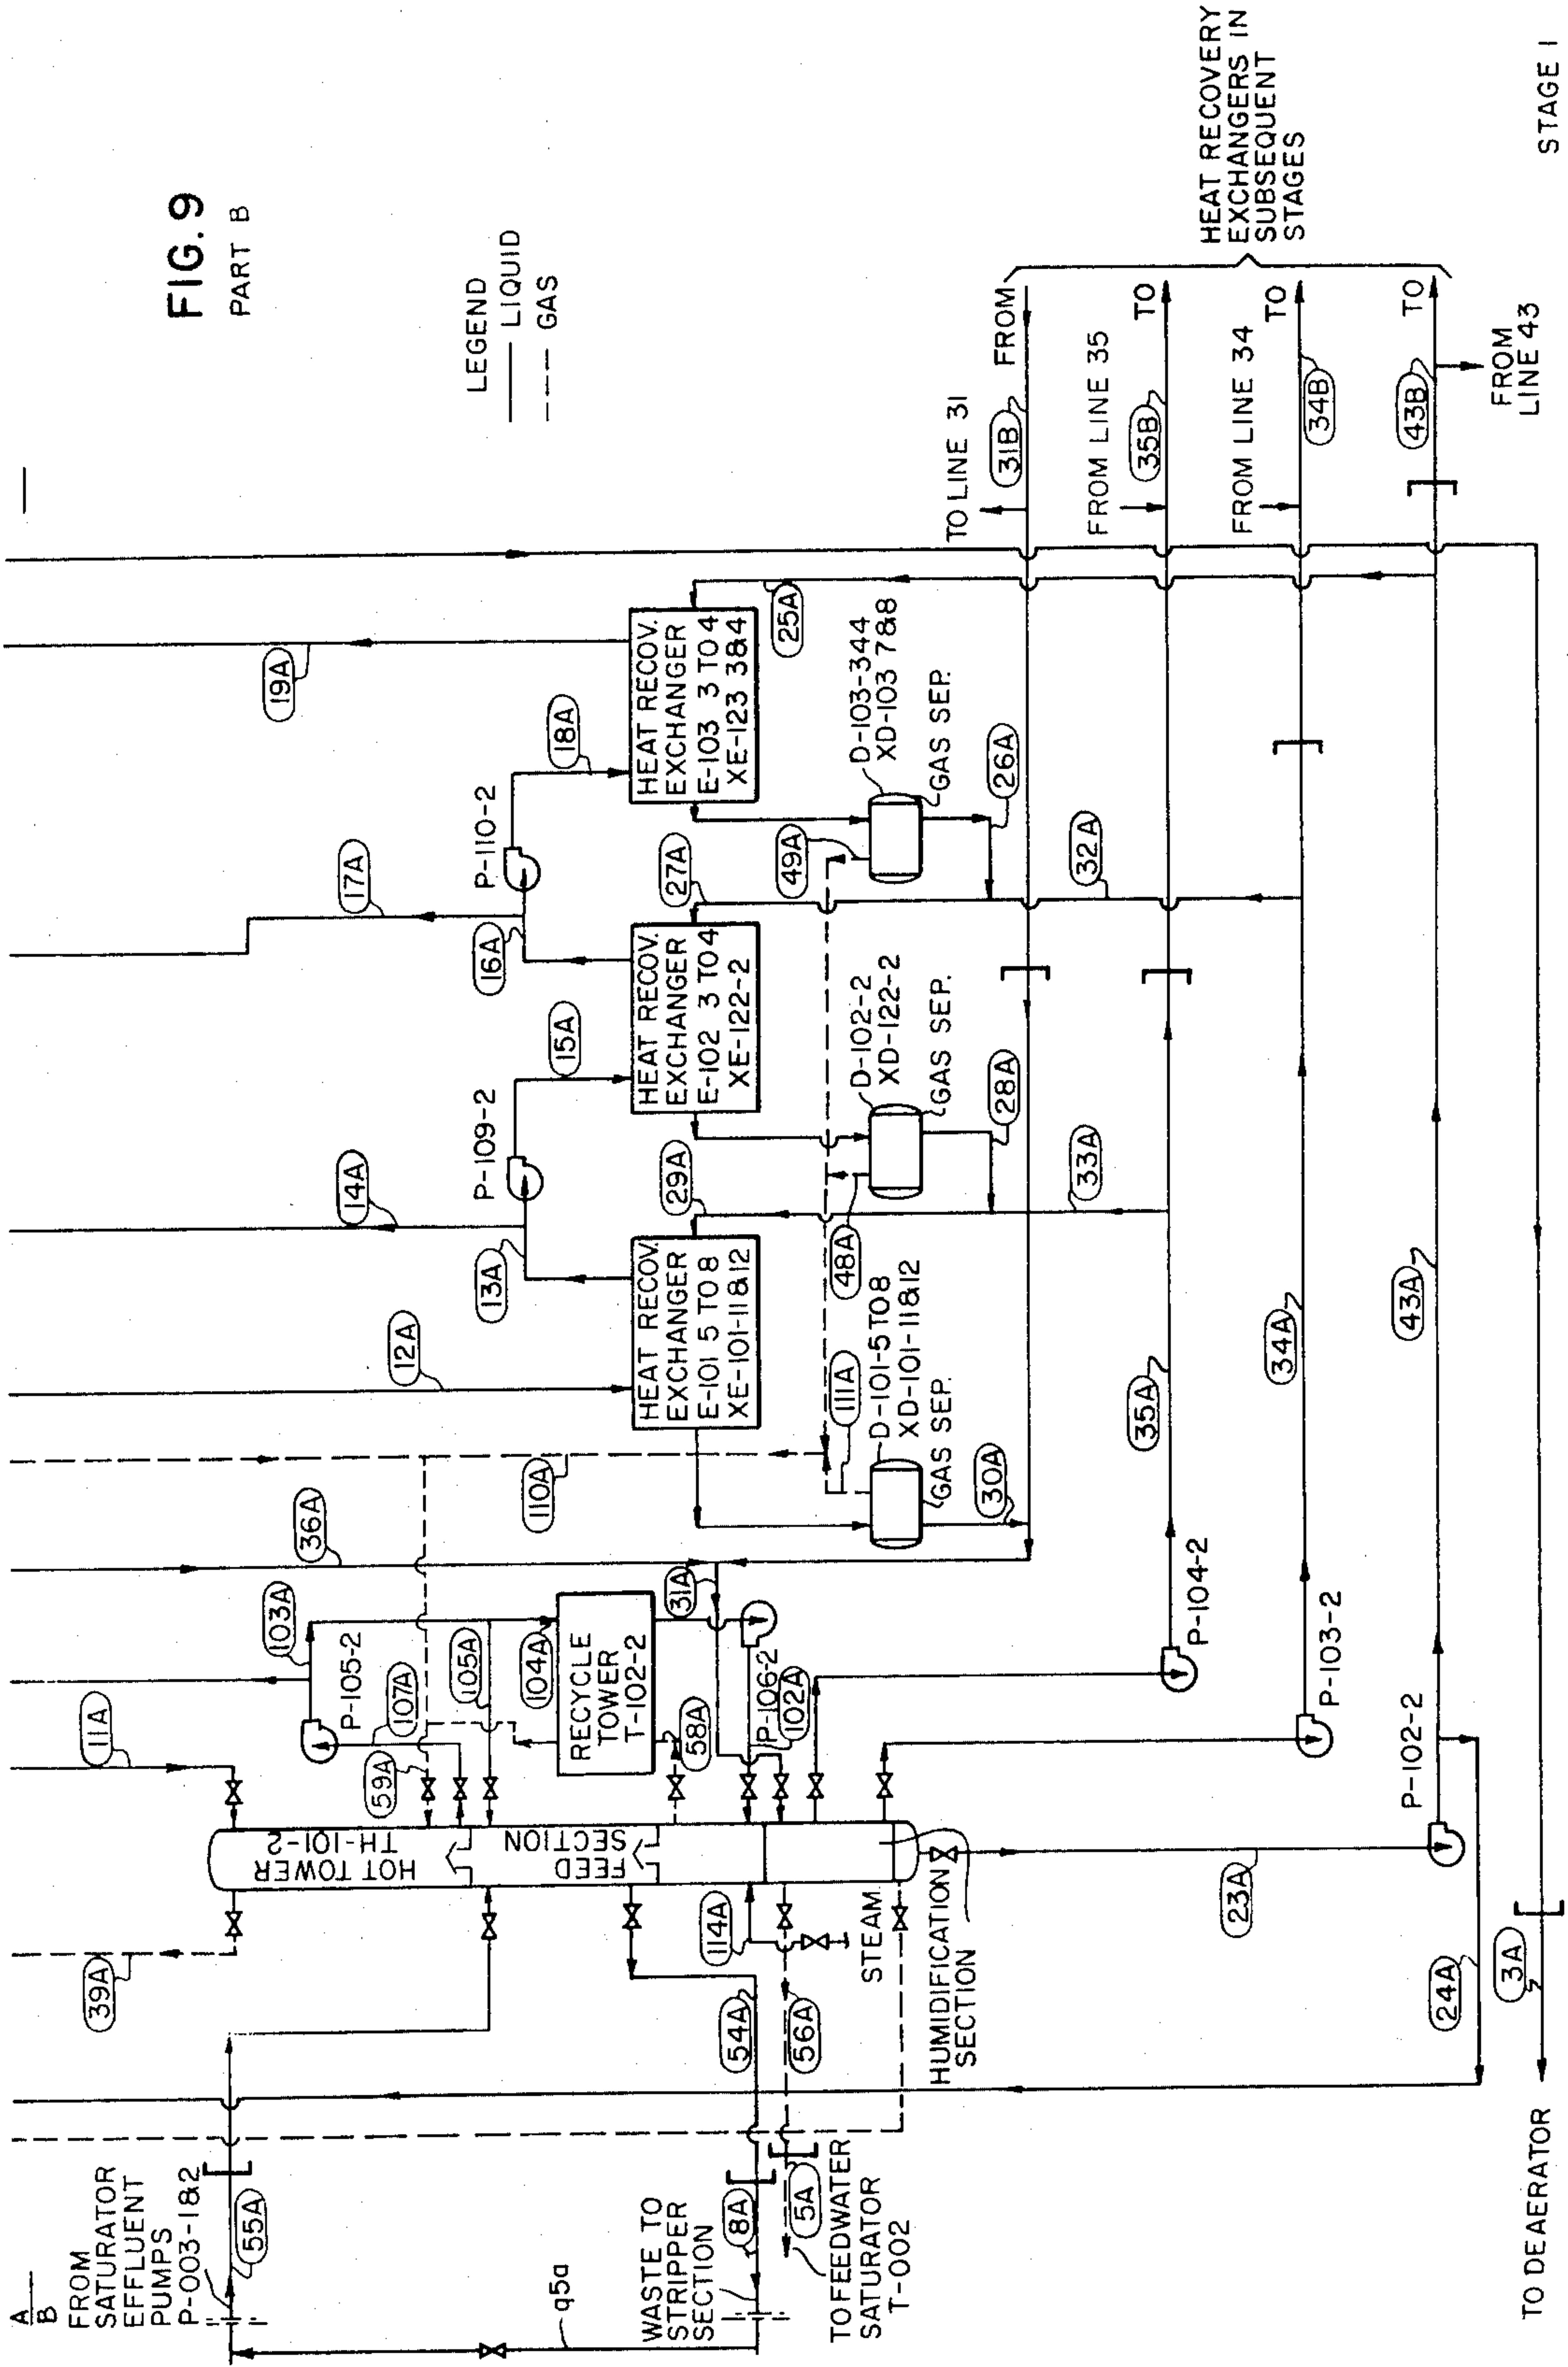 FIG. 9
PART B
LEGEND
LIQUID
GAS
A
B
FROM
SATURATOR
EFFLUENT
PUMPS
P-003-1&2
55A
39A
11A
103A
P-105-2
107A
59A
105A
104A
HOT TOWER
TH-101-2
FEED
SECTION
RECYCLE
TOWER
T-102-2
58A
P-106-2
102A
31A
36A
110A
12A
13A
14A
P-109-2
15A
16A
17A
P-110-2
18A
19A
HEAT RECOV.
EXCHANGER
E-101 5 TO 8
XE-101-11&12
HEAT RECOV.
EXCHANGER
E-102 3 TO 4
XE-122-2
HEAT RECOV.
EXCHANGER
E-103 3 TO 4
XE-123 3&4
29A
27A
25A
111A
48A
49A
D-101-5 TO 8
XD-101-11&12
GAS SEP.
D-102-2
XD-122-2
GAS SEP.
D-103-344
XD-103 7&8
GAS SEP.
30A
28A
26A
33A
32A
TO LINE 31
31B
FROM
FROM LINE 35
35B
TO
FROM LINE 34
34B
TO
43B
TO
FROM
LINE 43
HEAT RECOVERY
EXCHANGERS IN
SUBSEQUENT
STAGES
35A
P-104-2
34A
P-103-2
43A
P-102-2
114A
STEAM
54A
56A
HUMIDIFICATION
SECTION
23A
24A
3A
WASTE TO
STRIPPER
SECTION
8A
5A
TO FEEDWATER
SATURATOR
T-002
q5a
TO DEAERATOR
STAGE 1